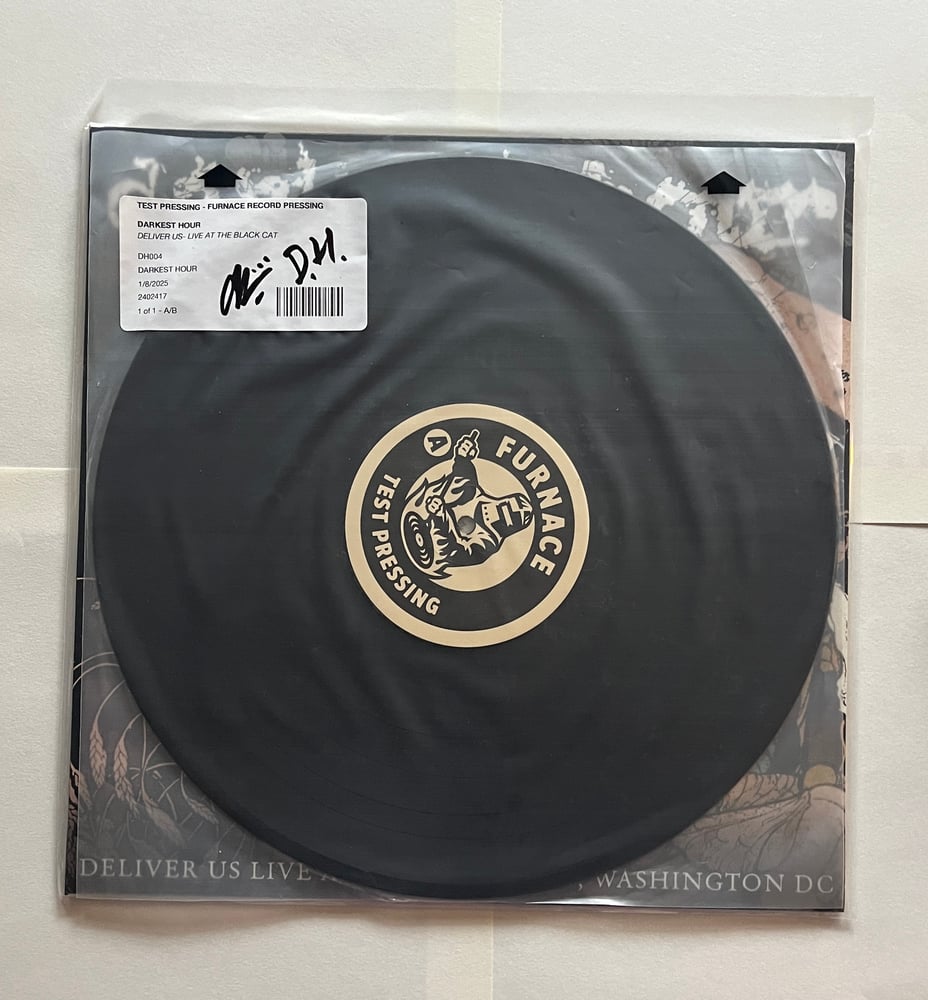 TEST PRESSING - FURNACE RECORD PRESSING
DARKEST HOUR
DELIVER US- LIVE AT THE BLACK CAT
DH004
DARKEST HOUR
1/8/2025
2402417
1 of 1 - A/B
D.H.
A
FURNACE
TEST PRESSING
DELIVER US LIVE
, WASHINGTON DC